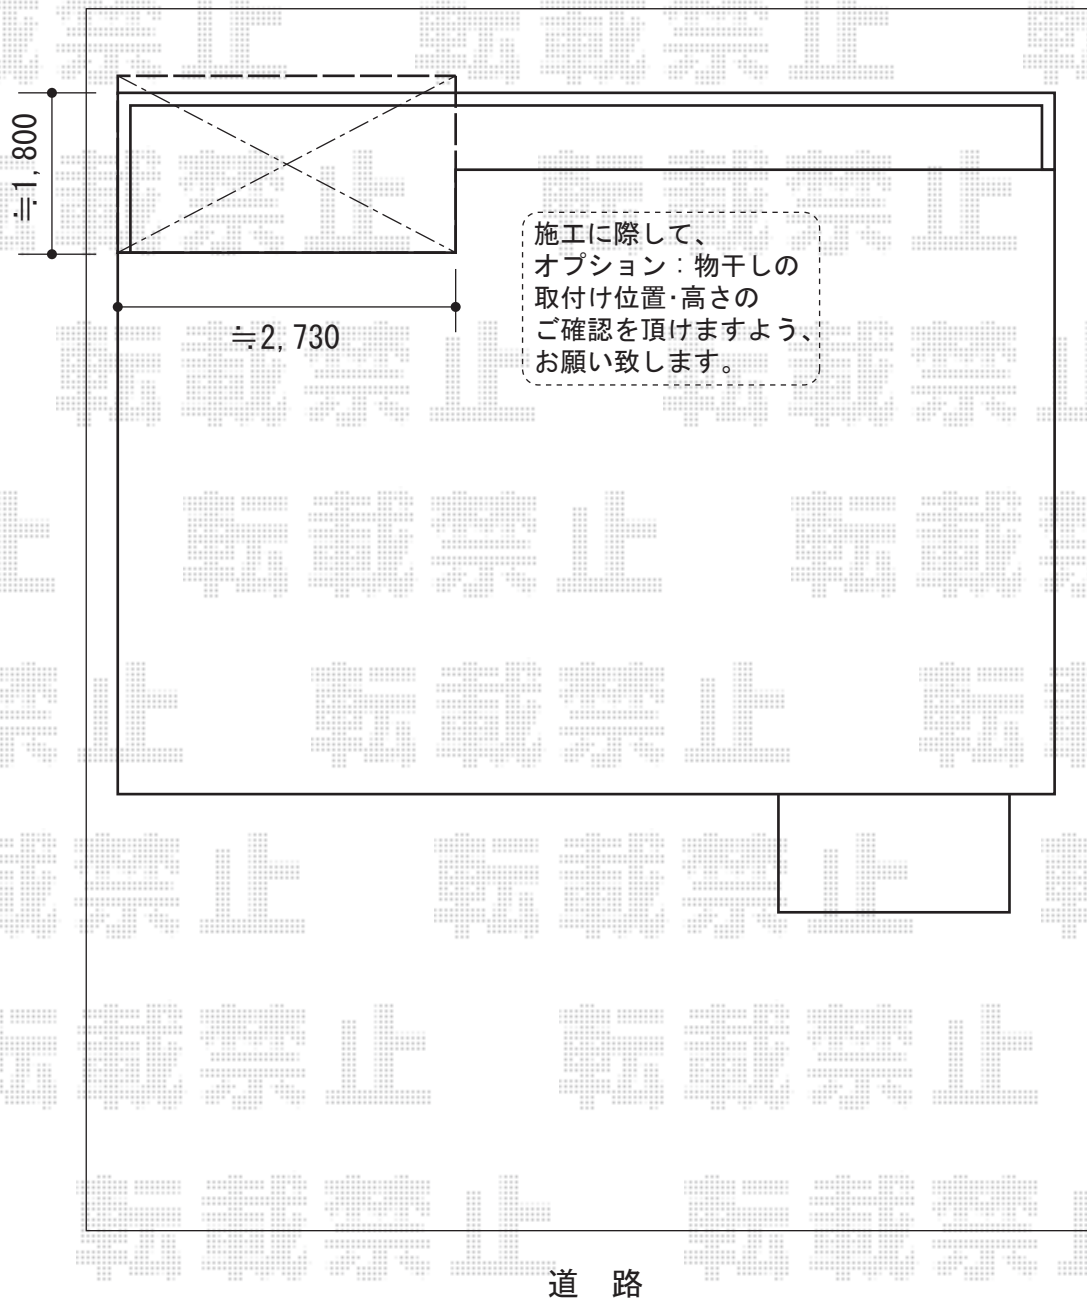 ≒1,800
施工に際して、
オプション：物干しの
取付け位置･高さの
ご確認を頂けますよう、
お願い致します。
≒2,730
転載禁止
道 路